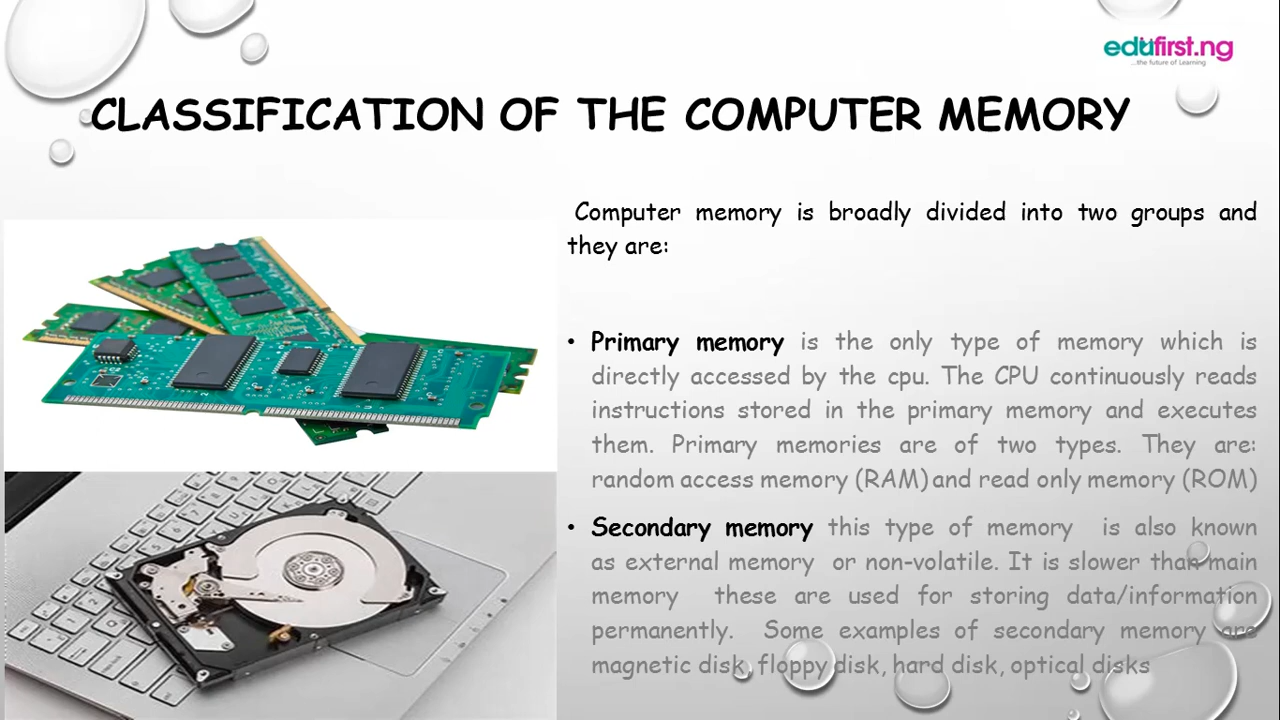 edufirst.ng
...the future of Learning
CLASSIFICATION OF THE COMPUTER MEMORY
Computer memory is broadly divided into two groups and
they are:
• Primary memory is the only type of memory which is
directly accessed by the cpu. The CPU continuously reads
instructions stored in the primary memory and executes
them. Primary memories are of two types. They are:
random access memory (RAM) and read only memory (ROM)
• Secondary memory this type of memory is also known
as external memory or non-volatile. It is slower than main
memory these are used for storing data/information
permanently. Some examples of secondary memory are
magnetic disk, floppy disk, hard disk, optical disks